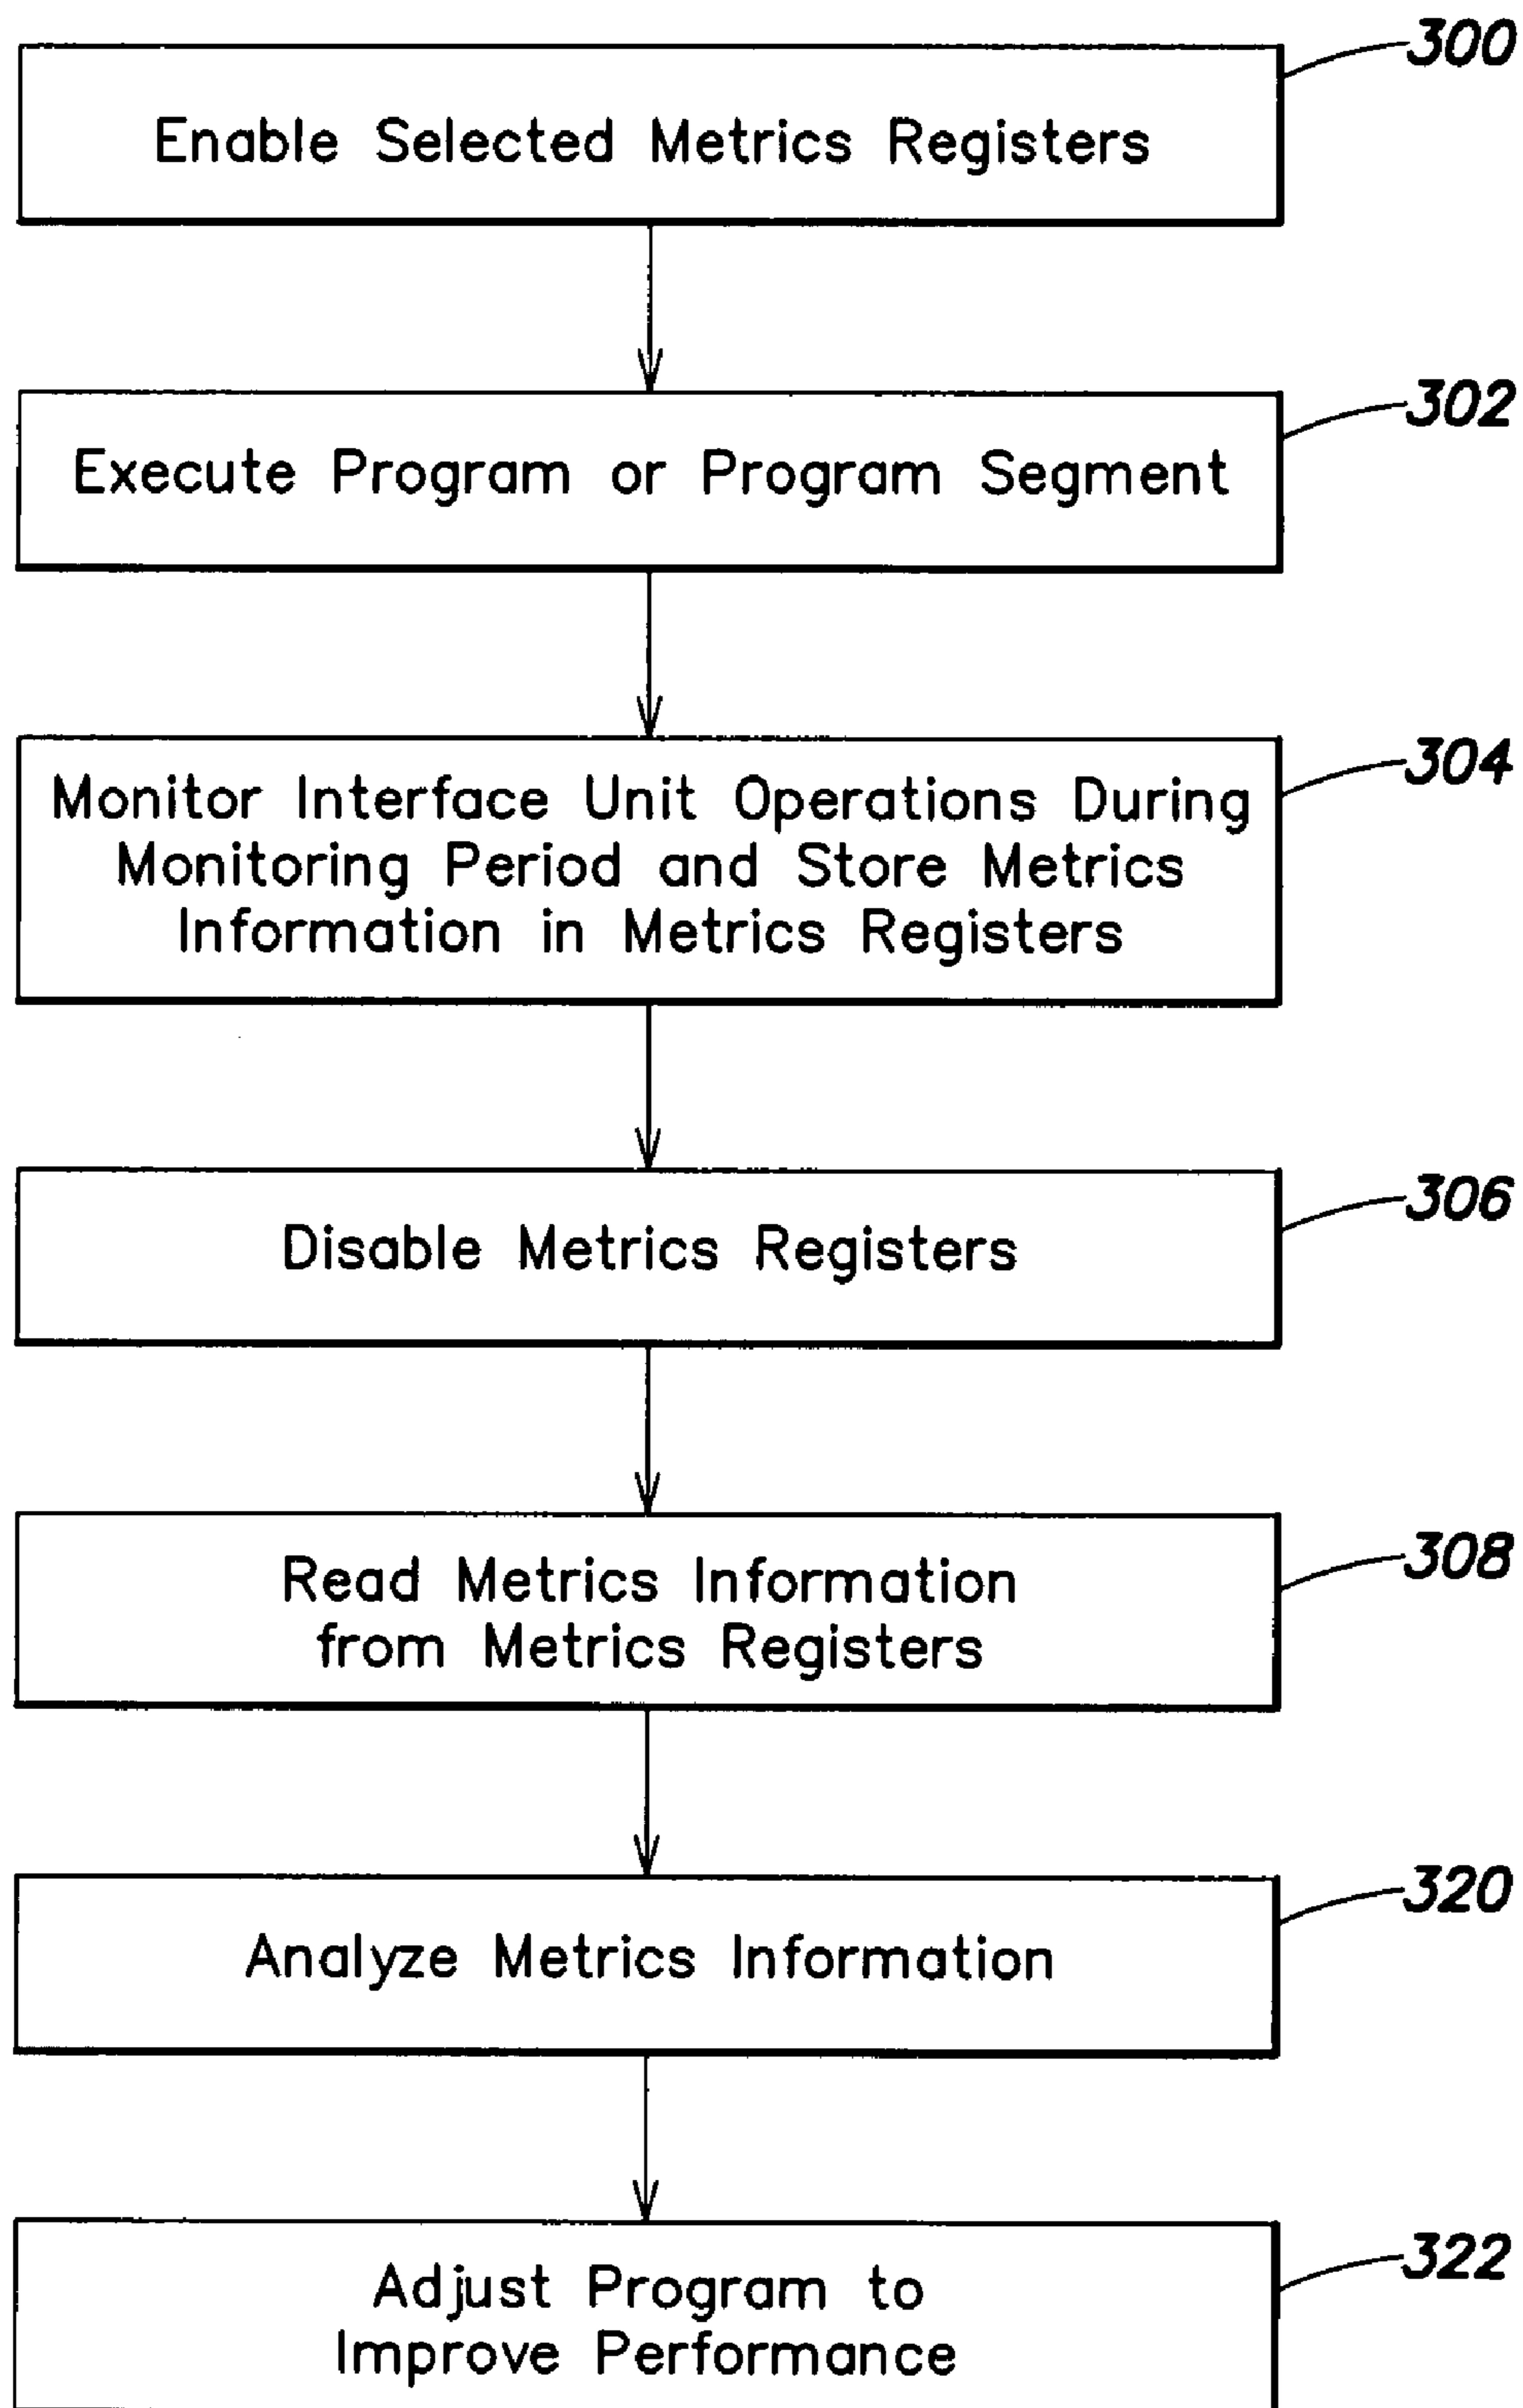 300
Enable Selected Metrics Registers
302
Execute Program or Program Segment
304
Monitor Interface Unit Operations During
Monitoring Period and Store Metrics
Information in Metrics Registers
306
Disable Metrics Registers
308
Read Metrics Information
from Metrics Registers
320
Analyze Metrics Information
322
Adjust Program to
Improve Performance